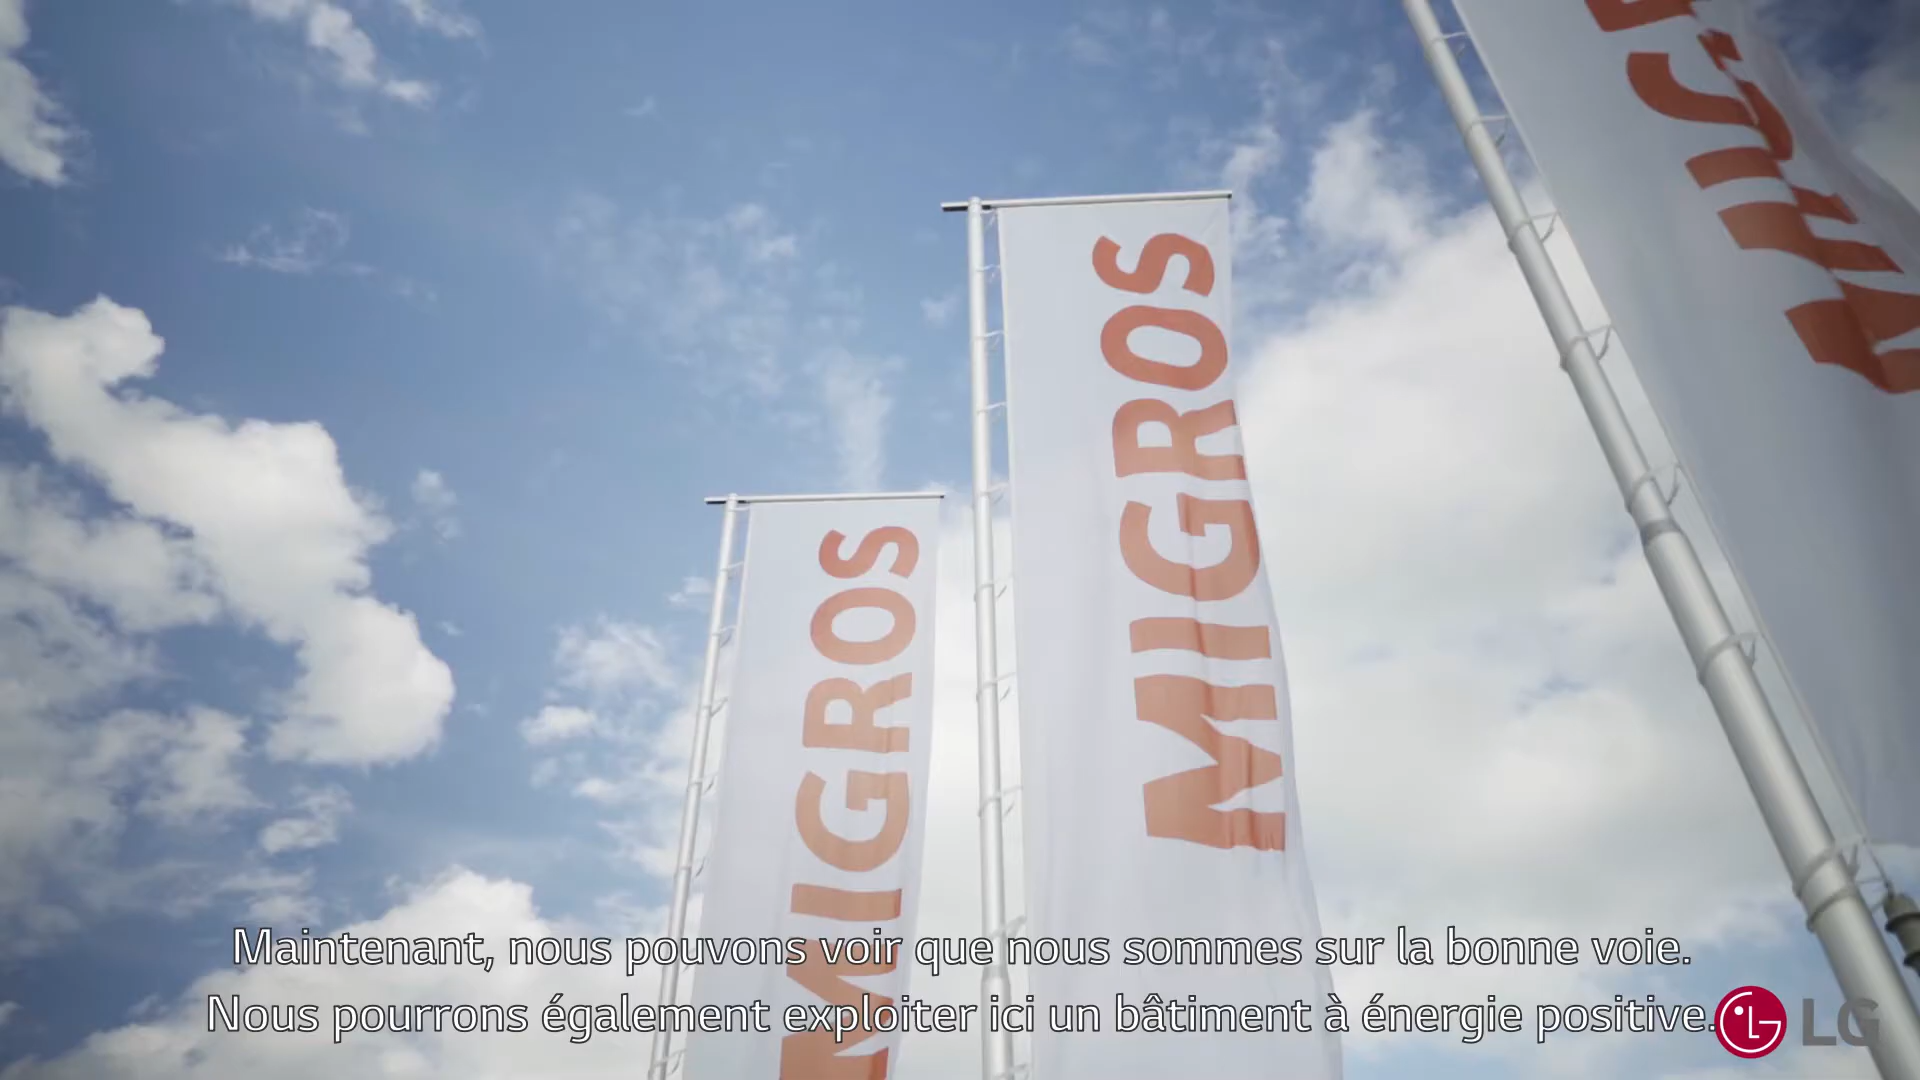 MIGROS
MIGROS
MIGR
Maintenant, nous pouvons voir que nous sommes sur la bonne voie.
Nous pourrons également exploiter ici un bâtiment à énergie positive.
LG